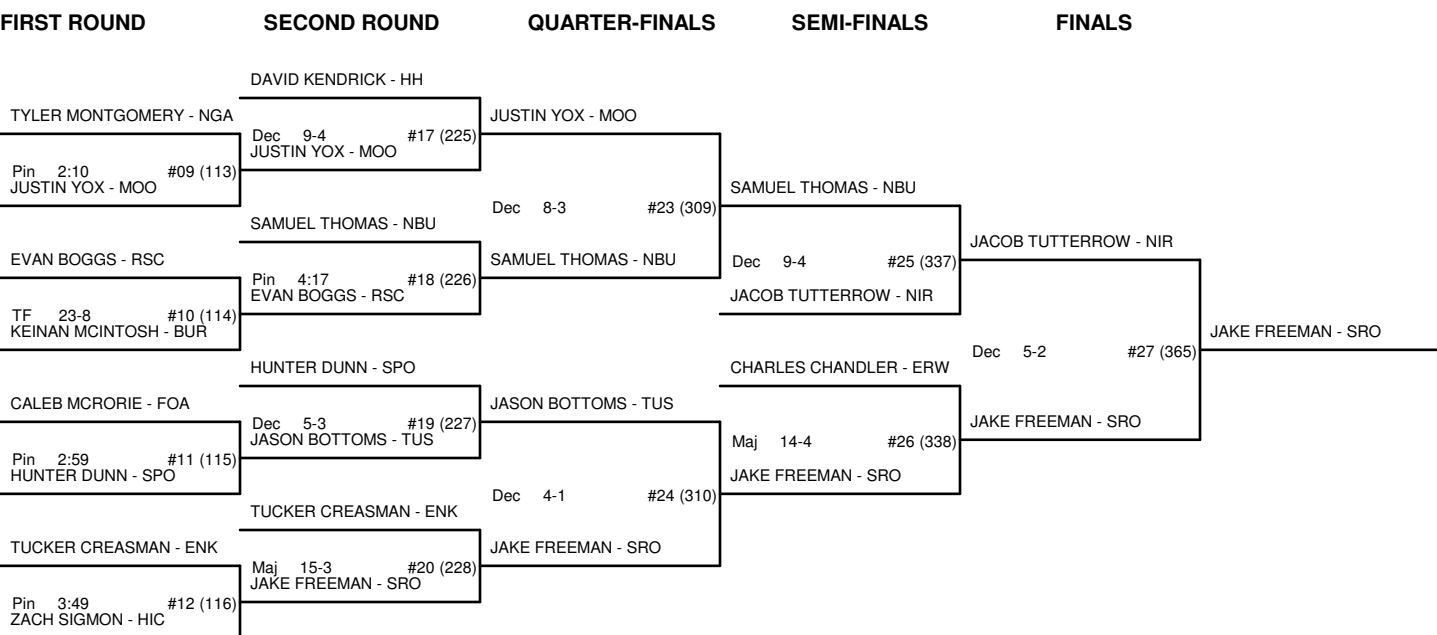 FIRST ROUND SECOND ROUND QUARTER-FINALS SEMI-FINALS FINALS
DAVID KENDRICK - HH
TYLER MONTGOMERY - NGA JUSTIN YOX - MOO
Dec 9-4 #17 (225)
JUSTIN YOX - MOO
Pin 2:10 #09 (113)
JUSTIN YOX - MOO SAMUEL THOMAS - NBU
Dec 8-3 #23 (309)
SAMUEL THOMAS - NBU
JACOB TUTTERROW - NIR
EVAN BOGGS - RSC SAMUEL THOMAS - NBU Dec 9-4 #25 (337)
Pin 4:17 #18 (226)
EVAN BOGGS - RSC JACOB TUTTERROW - NIR
TF 23-8 #10 (114)
KEINAN MCINTOSH - BUR JAKE FREEMAN - SRO
Dec 5-2 #27 (365)
HUNTER DUNN - SPO CHARLES CHANDLER - ERW
CALEB MCRORIE - FOA JASON BOTTOMS - TUS
Dec 5-3 #19 (227) JAKE FREEMAN - SRO
JASON BOTTOMS - TUS Maj 14-4 #26 (338)
Pin 2:59 #11 (115)
HUNTER DUNN - SPO JAKE FREEMAN - SRO
Dec 4-1 #24 (310)
TUCKER CREASMAN - ENK
TUCKER CREASMAN - ENK JAKE FREEMAN - SRO
Maj 15-3 #20 (228)
JAKE FREEMAN - SRO
Pin 3:49 #12 (116)
ZACH SIGMON - HIC